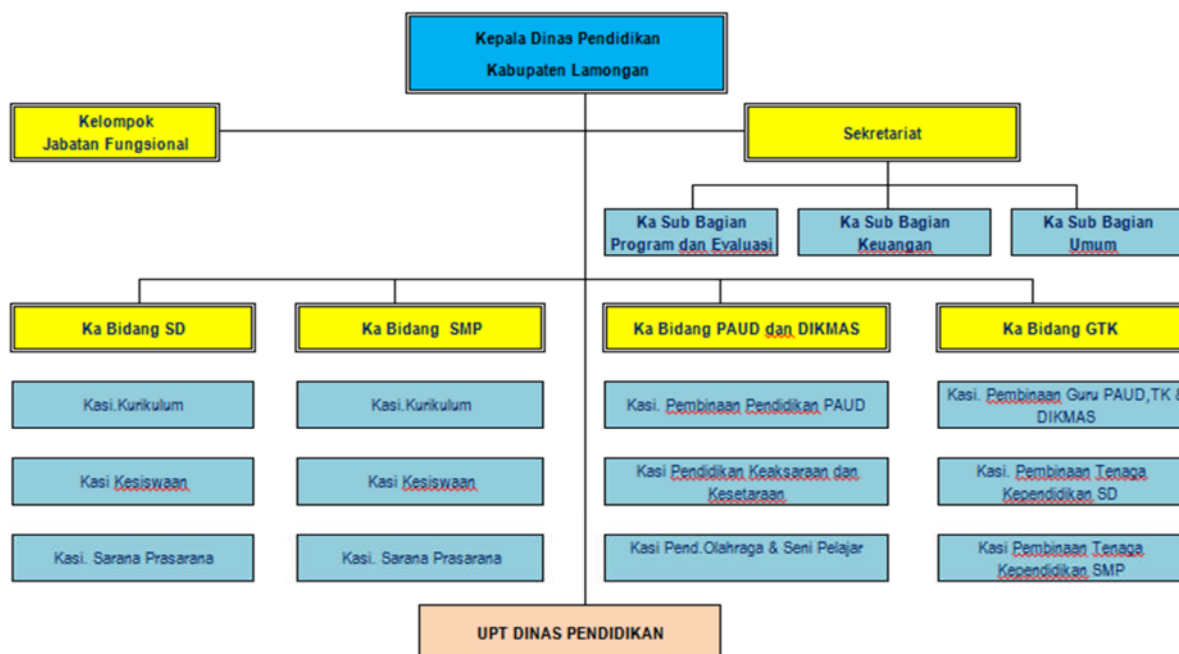 Kepala Dinas Pendidikan
Kabupaten Lamongan
Kelompok
Jabatan Fungsional
Sekretariat
Ka Sub Bagian
Program dan Evaluasi
Ka Sub Bagian
Keuangan
Ka Sub Bagian
Umum
Ka Bidang SD
Ka Bidang SMP
Ka Bidang PAUD dan DIKMAS
Ka Bidang GTK
Kasi.Kurikulum
Kasi.Kurikulum
Kasi. Pembinaan Pendidikan PAUD
Kasi. Pembinaan Guru PAUD,TK &
DIKMAS
Kasi Kesiswaan
Kasi Kesiswaan
Kasi Pendidikan Keaksaraan dan
Kesetaraan
Kasi. Pembinaan Tenaga
Kependidikan SD
Kasi. Sarana Prasarana
Kasi. Sarana Prasarana
Kasi Pend.Olahraga & Seni Pelajar
Kasi Pembinaan Tenaga
Kependidikan SMP
UPT DINAS PENDIDIKAN